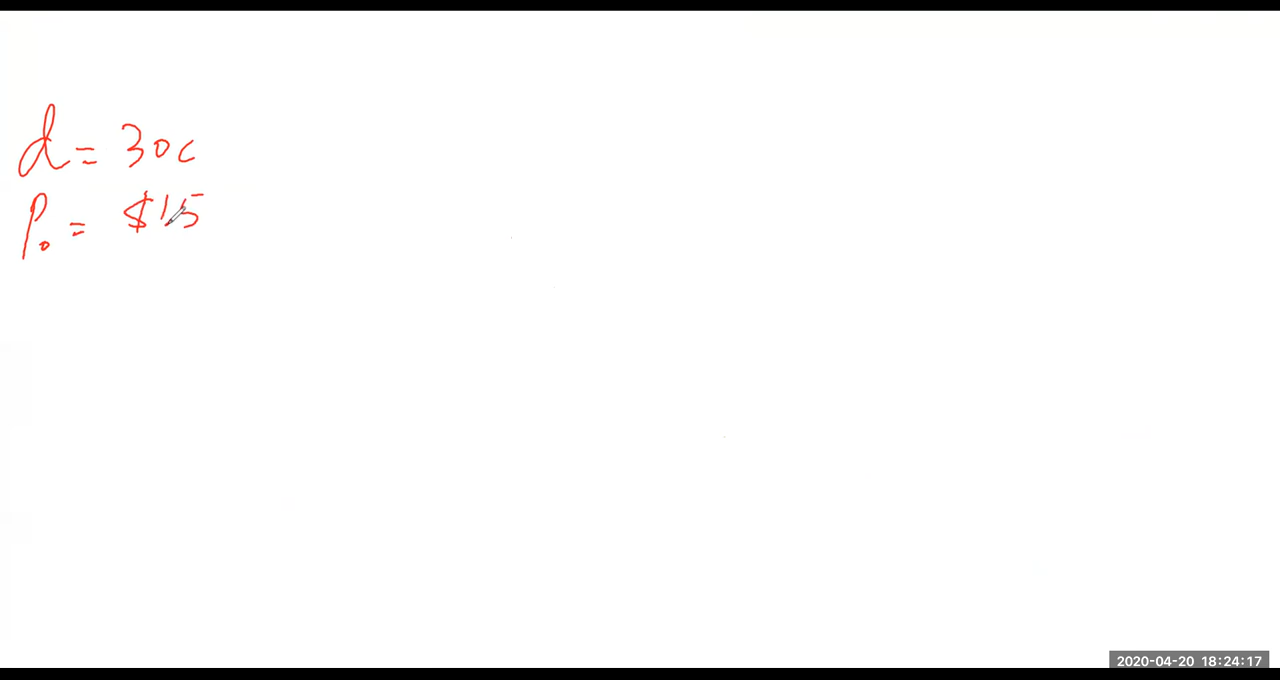 d = 30c
P₀ = $15
2020-04-20 18:24:17